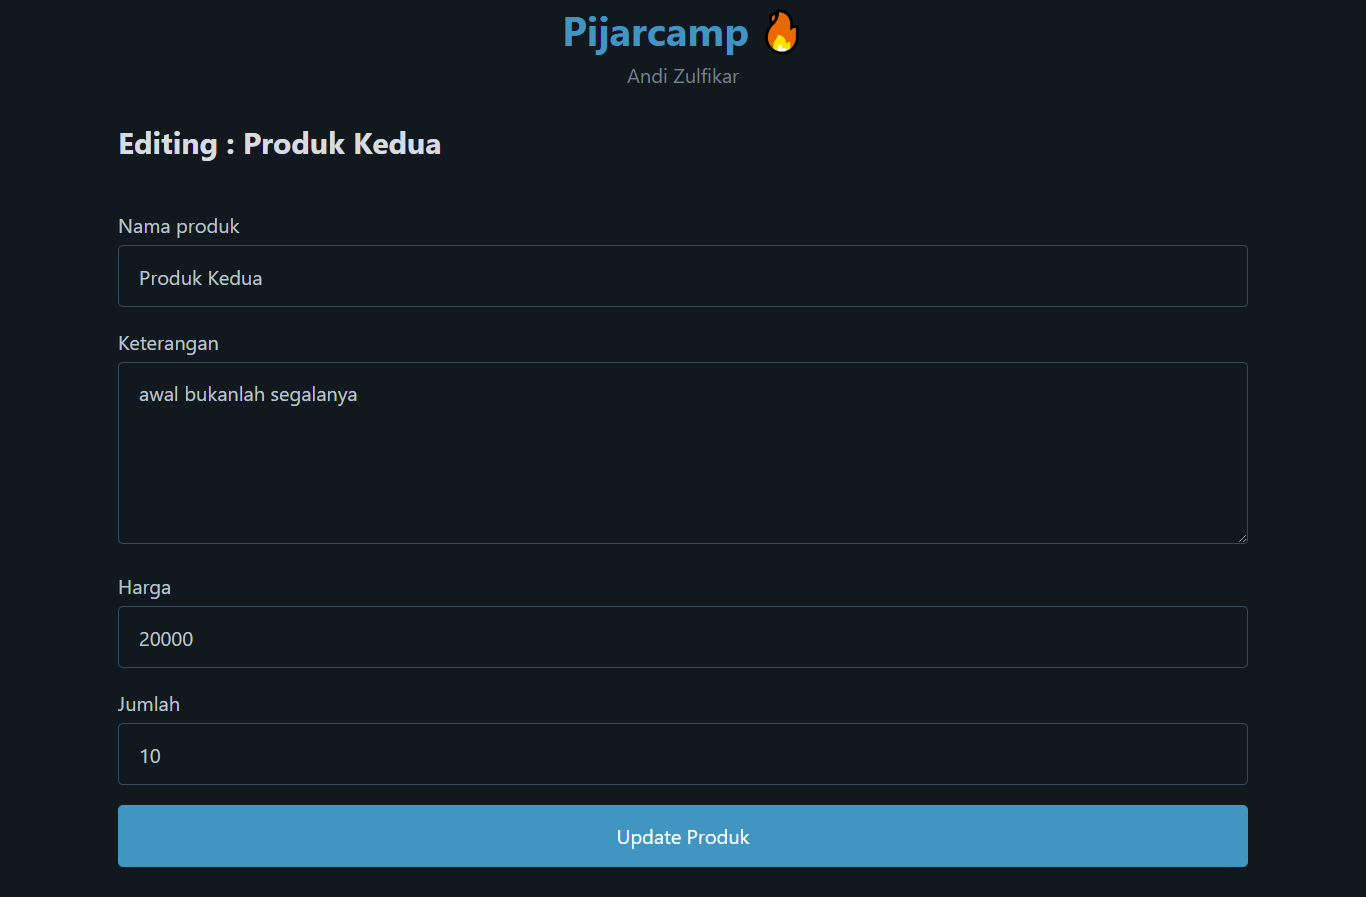 Pijarcamp 🔥
Andi Zulfikar
Editing : Produk Kedua
Nama produk
Produk Kedua
Keterangan
awal bukanlah segalanya
Harga
20000
Jumlah
10
Update Produk